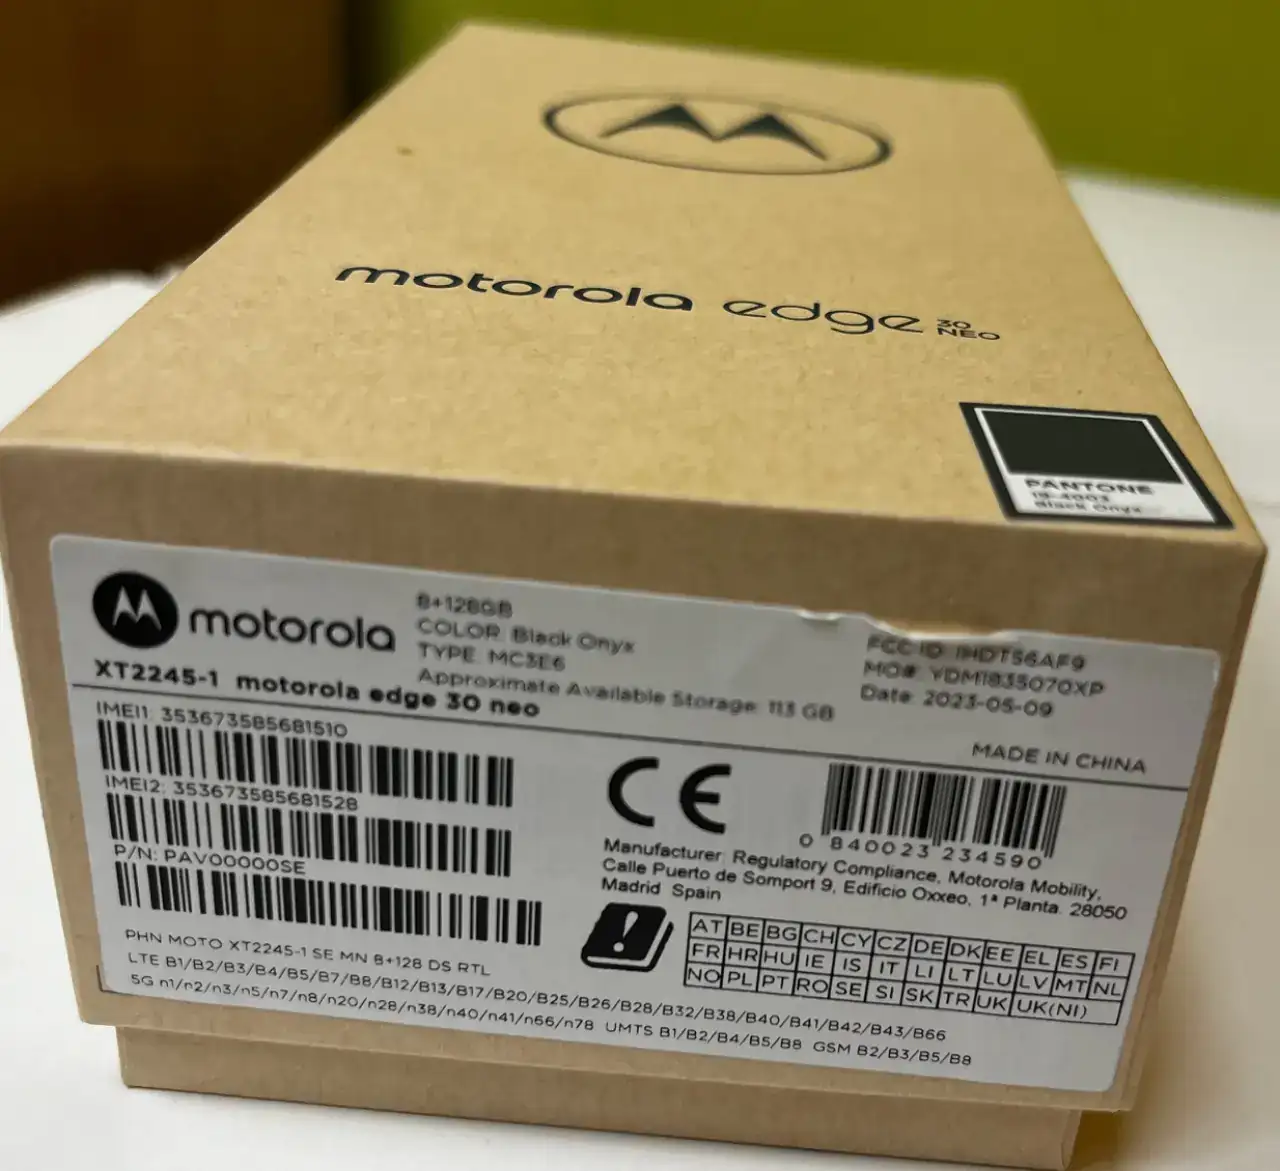 motorola edge 30 NEO
PANTONE
19-4003
Black Onyx
motorola
8+128GB
COLOR: Black Onyx
TYPE: MC3E6
Approximate Available Storage: 113 GB
FCC ID: IHDT56AF9
MO#: YDM1835070XP
Date: 2023-05-09
XT2245-1 motorola edge 30 neo
MADE IN CHINA
IMEI1: 353673585681510
IMEI2: 353673585681528
P/N: PAV00000SE
0 840023 234590
CE
Manufacturer: Regulatory Compliance, Motorola Mobility,
Calle Puerto de Somport 9, Edificio Oxxeo, 1ª Planta. 28050
Madrid Spain
AT BE BG CH CY CZ DE DK EE EL ES FI
FR HR HU IE IS IT LI LT LU LV MT NL
NO PL PT RO SE SI SK TR UK UK(NI)
PHN MOTO XT2245-1 SE MN 8+128 DS RTL
LTE B1/B2/B3/B4/B5/B7/B8/B12/B13/B17/B20/B25/B26/B28/B32/B38/B40/B41/B42/B43/B66
5G n1/n2/n3/n5/n7/n8/n20/n28/n38/n40/n41/n66/n78 UMTS B1/B2/B4/B5/B8 GSM B2/B3/B5/B8